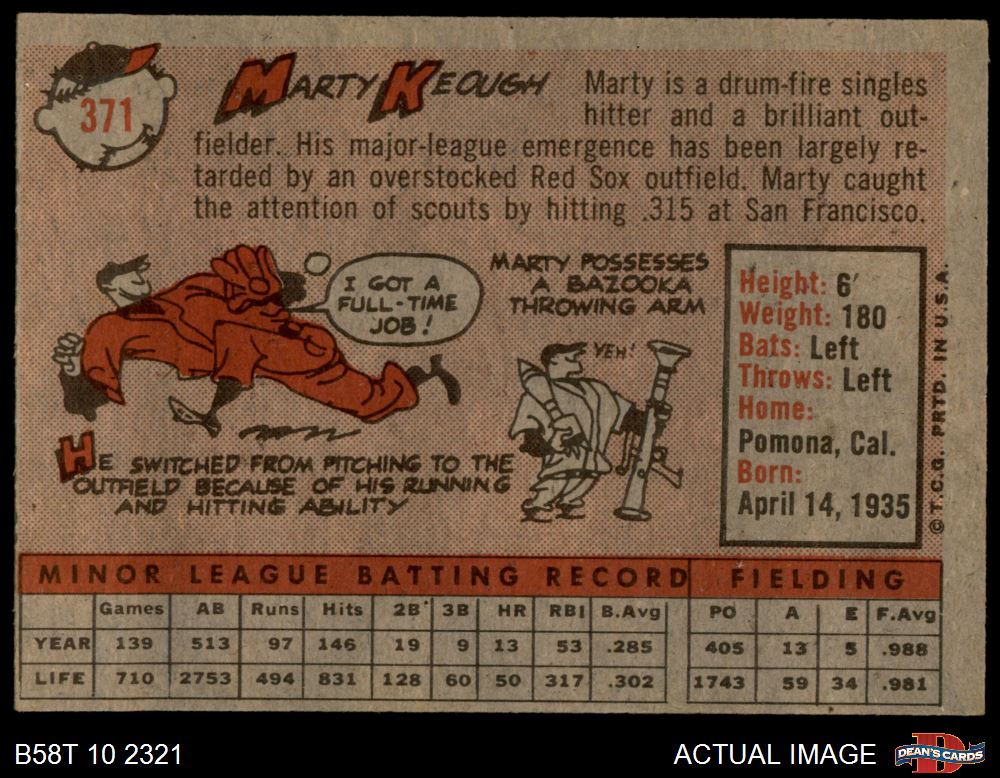 371
MARTY KEOUGH
Marty is a drum-fire singles
hitter and a brilliant out-
fielder. His major-league emergence has been largely re-
tarded by an overstocked Red Sox outfield. Marty caught
the attention of scouts by hitting .315 at San Francisco.
I GOT A
FULL-TIME
JOB!
MARTY POSSESSES
A BAZOOKA
THROWING ARM
YEH!
HE SWITCHED FROM PITCHING TO THE
OUTFIELD BECAUSE OF HIS RUNNING
AND HITTING ABILITY
Height: 6'
Weight: 180
Bats: Left
Throws: Left
Home:
Pomona, Cal.
Born:
April 14, 1935
© T.C.G. PRTD. IN U.S.A.
MINOR LEAGUE BATTING RECORD FIELDING
Games AB Runs Hits 2B 3B HR RBI B.Avg PO A E F.Avg
YEAR 139 513 97 146 19 9 13 53 .285 405 13 5 .988
LIFE 710 2753 494 831 128 60 50 317 .302 1743 59 34 .981
B58T 10 2321
ACTUAL IMAGE
DEAN'S CARDS